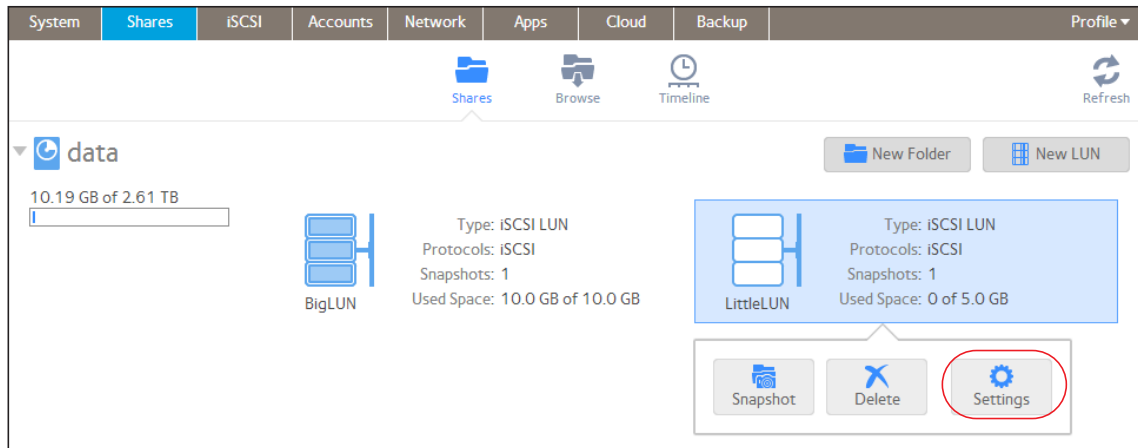 System Shares iSCSI Accounts Network Apps Cloud Backup Profile
Shares Browse Timeline Refresh
data New Folder New LUN
10.19 GB of 2.61 TB
Type: iSCSI LUN
Protocols: iSCSI
Snapshots: 1
Used Space: 10.0 GB of 10.0 GB
BigLUN
Type: iSCSI LUN
Protocols: iSCSI
Snapshots: 1
Used Space: 0 of 5.0 GB
LittleLUN
Snapshot Delete Settings